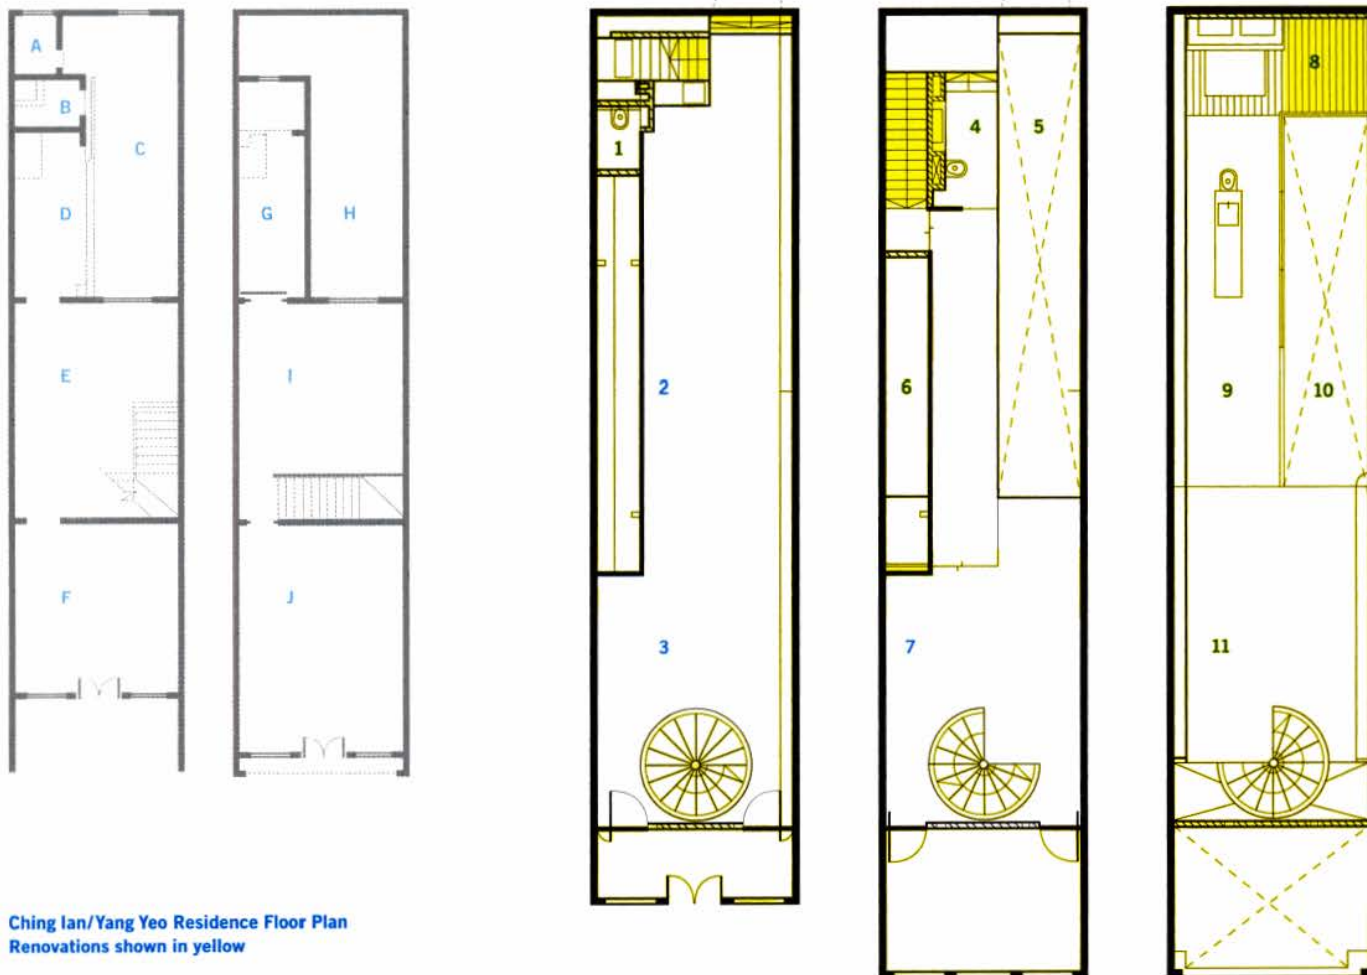 A
B
C
D
E
F
G
H
I
J
1
2
3
4
5
6
7
8
9
10
11
Ching Ian/Yang Yeo Residence Floor Plan
Renovations shown in yellow